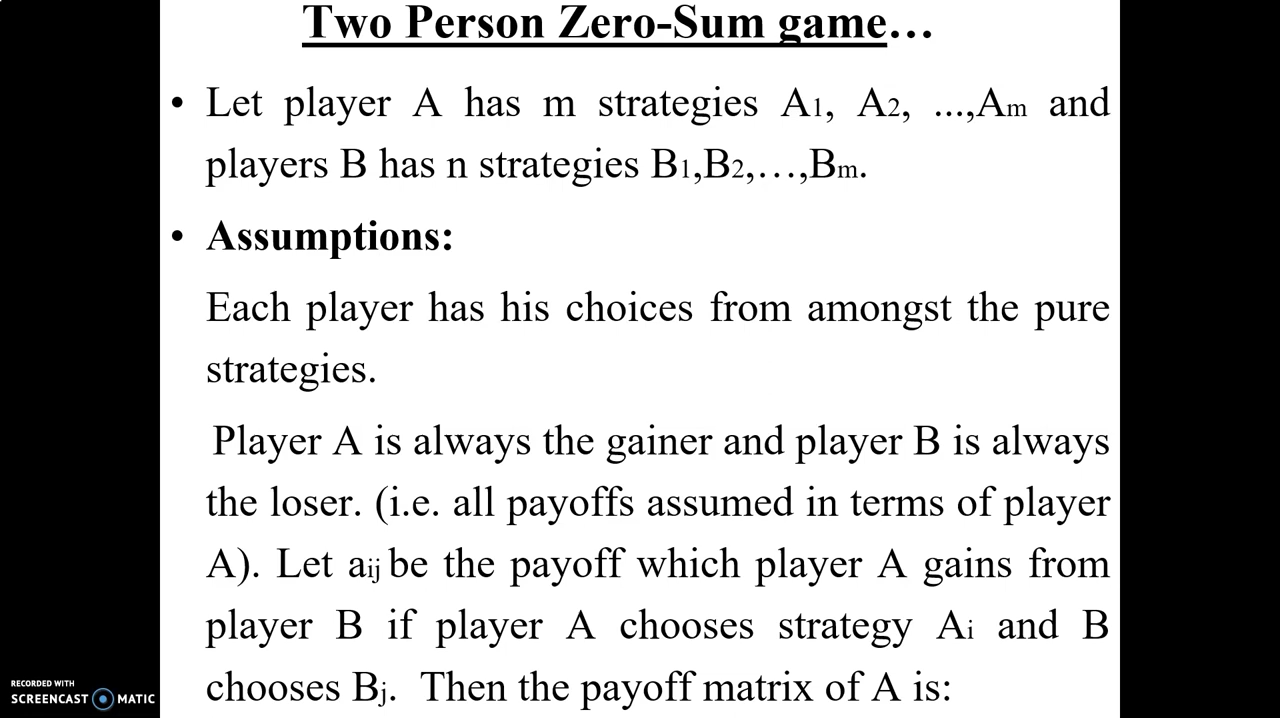 Two Person Zero-Sum game…
• Let player A has m strategies A1, A2, ...,Am and
players B has n strategies B1,B2,…,Bm.
• Assumptions:
Each player has his choices from amongst the pure
strategies.
Player A is always the gainer and player B is always
the loser. (i.e. all payoffs assumed in terms of player
A). Let aij be the payoff which player A gains from
player B if player A chooses strategy Ai and B
chooses Bj. Then the payoff matrix of A is:
RECORDED WITH
SCREENCAST MATIC